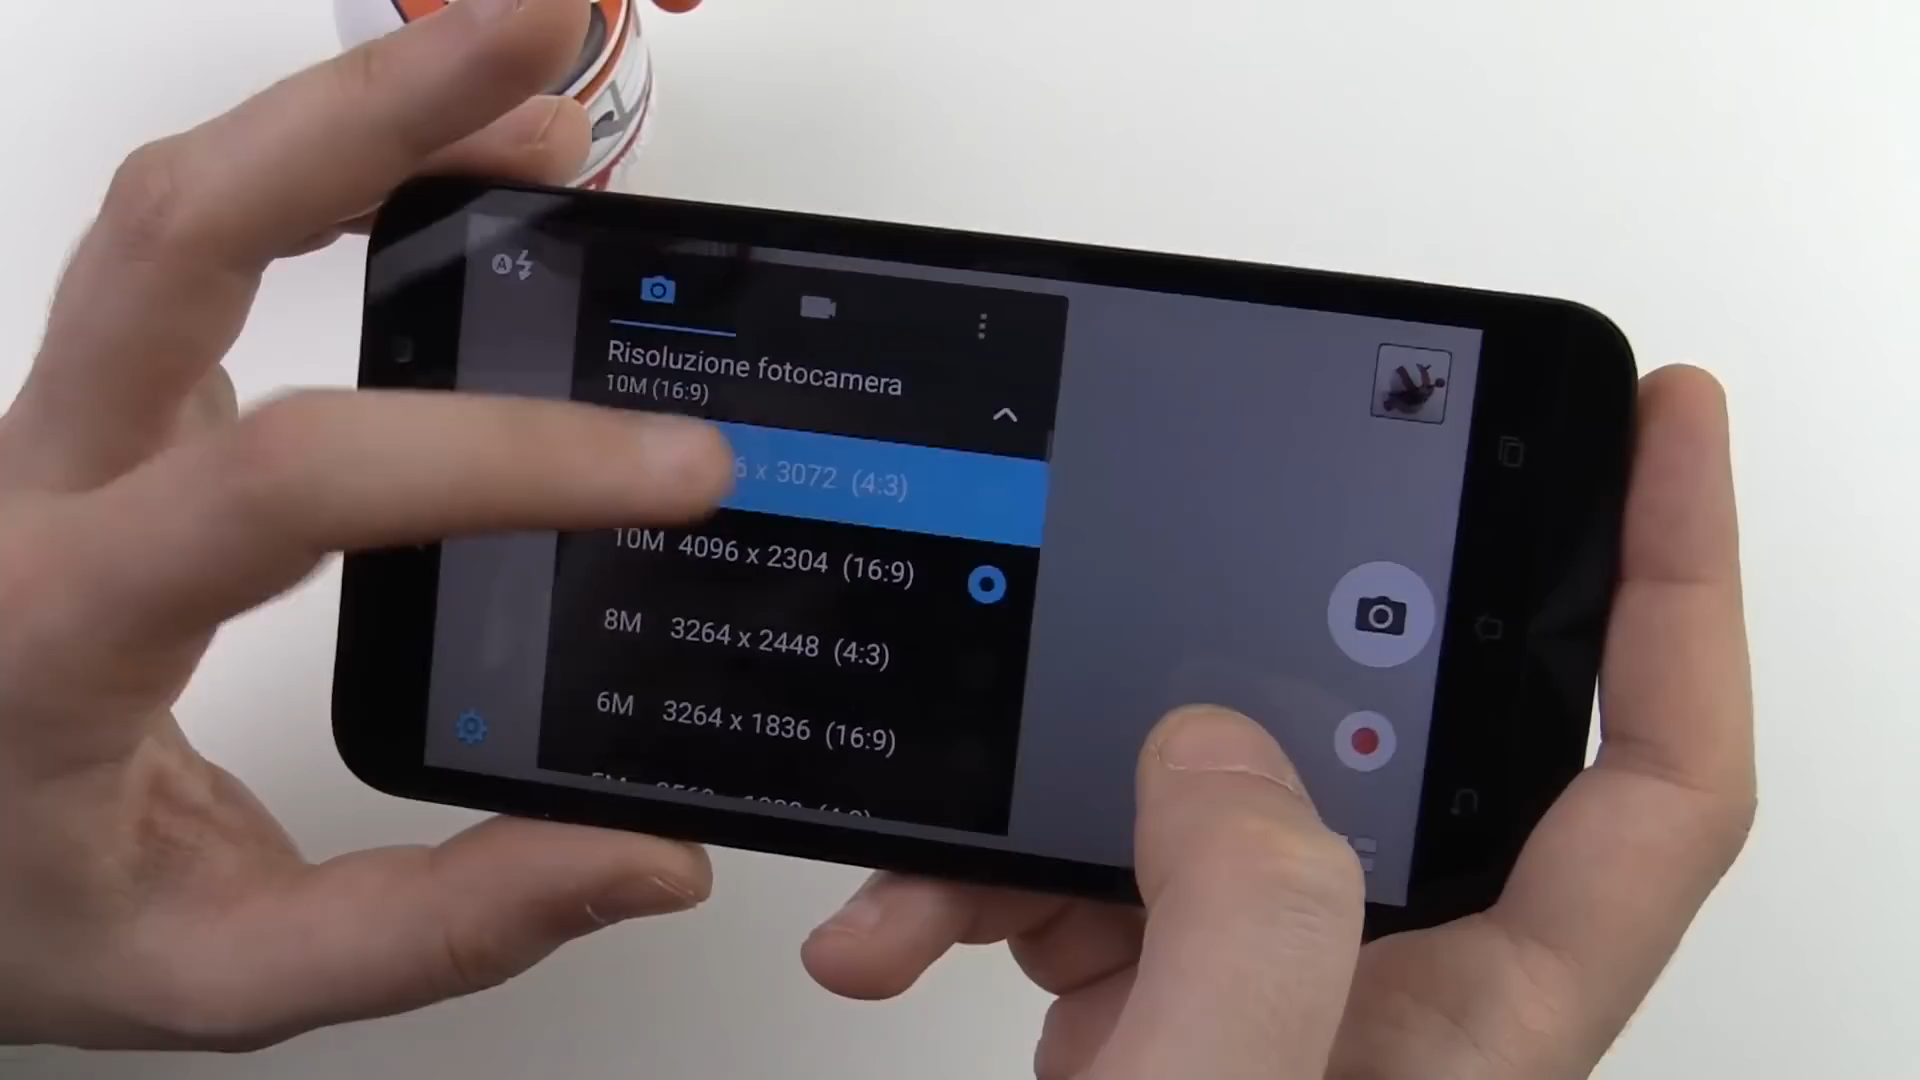 A
Risoluzione fotocamera
10M (16:9)
6 x 3072 (4:3)
10M 4096 x 2304 (16:9)
8M 3264 x 2448 (4:3)
6M 3264 x 1836 (16:9)